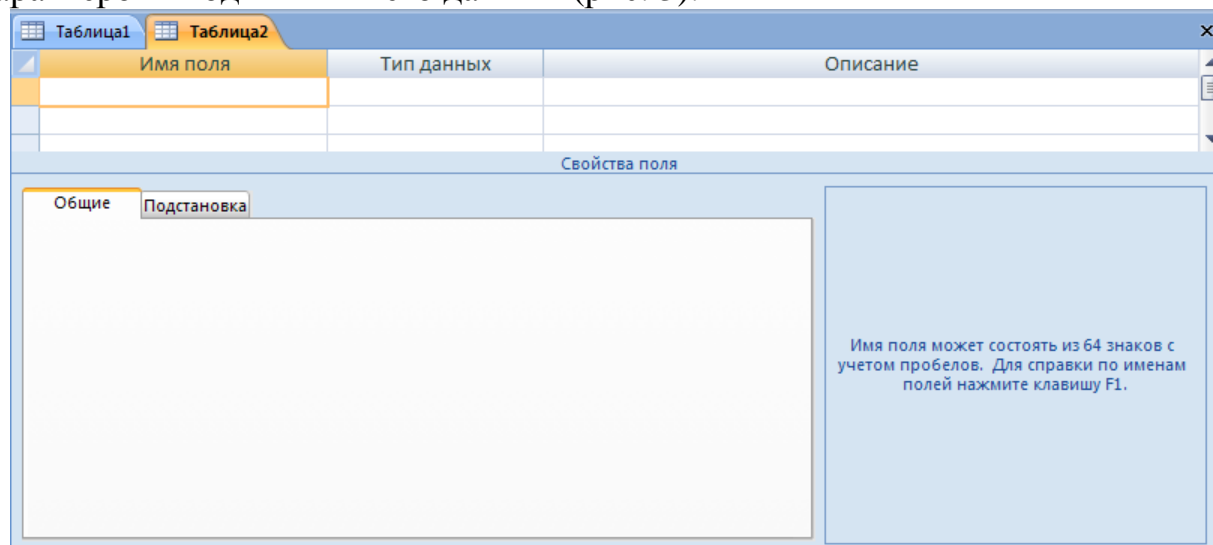 Таблица1 Таблица2
Имя поля Тип данных Описание
Свойства поля
Общие Подстановка
Имя поля может состоять из 64 знаков с
учетом пробелов. Для справки по именам
полей нажмите клавишу F1.